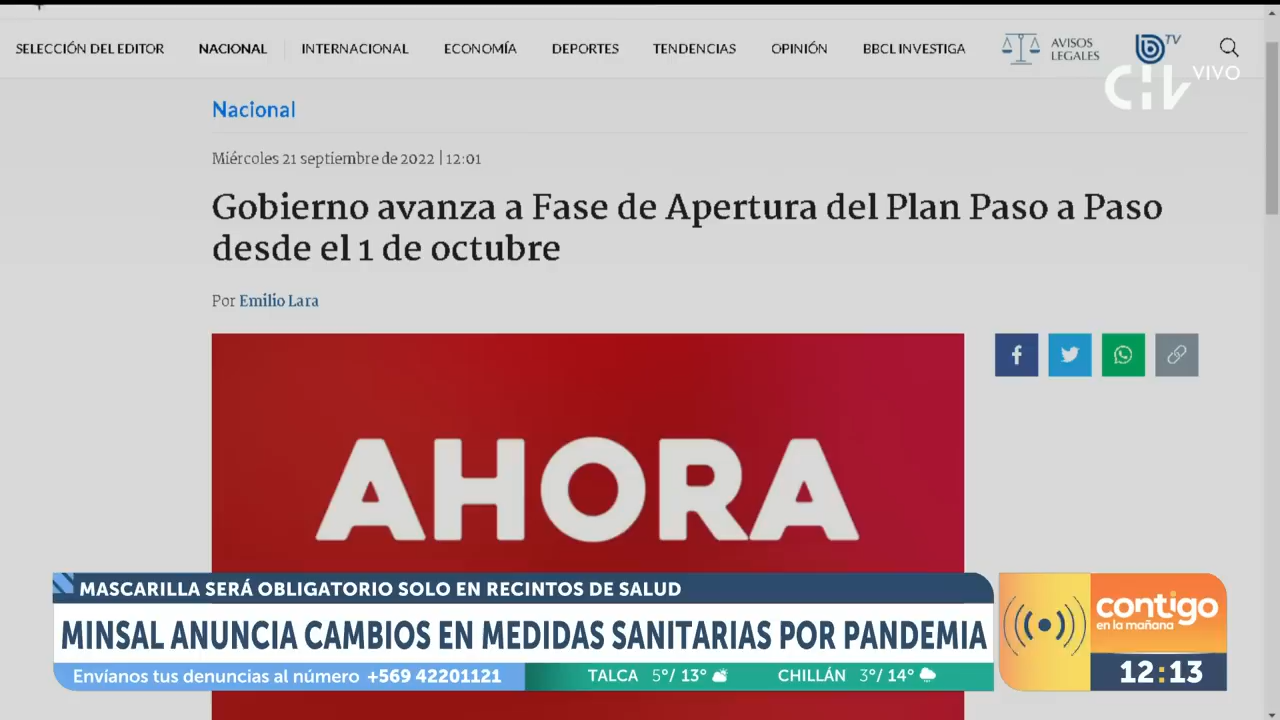 SELECCIÓN DEL EDITOR NACIONAL INTERNACIONAL ECONOMÍA DEPORTES TENDENCIAS OPINIÓN BBCL INVESTIGA AVISOS LEGALES b TV
CHV VIVO
Nacional
Miércoles 21 septiembre de 2022 | 12:01
Gobierno avanza a Fase de Apertura del Plan Paso a Paso
desde el 1 de octubre
Por Emilio Lara
AHORA
MASCARILLA SERÁ OBLIGATORIO SOLO EN RECINTOS DE SALUD
MINSAL ANUNCIA CAMBIOS EN MEDIDAS SANITARIAS POR PANDEMIA
contigo
en la mañana
Envíanos tus denuncias al número +569 42201121 TALCA 5°/ 13° CHILLÁN 3°/ 14°
12:13